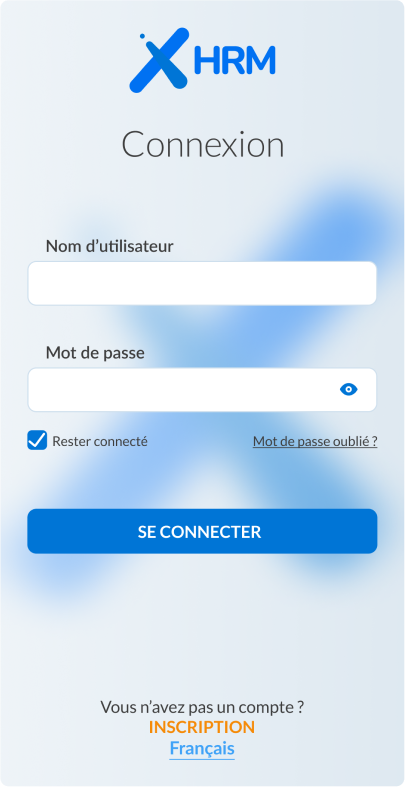 XHRM
Connexion
Nom d’utilisateur
Mot de passe
Rester connecté
Mot de passe oublié ?
SE CONNECTER
Vous n’avez pas un compte ?
INSCRIPTION
Français